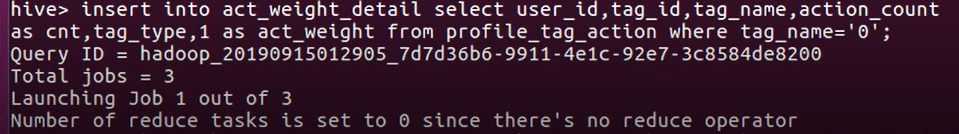 hive> insert into act_weight_detail select user_id,tag_id,tag_name,action_count
as cnt,tag_type,1 as act_weight from profile_tag_action where tag_name='0';
Query ID = hadoop_20190915012905_7d7d36b6-9911-4e1c-92e7-3c8584de8200
Total jobs = 3
Launching Job 1 out of 3
Number of reduce tasks is set to 0 since there's no reduce operator